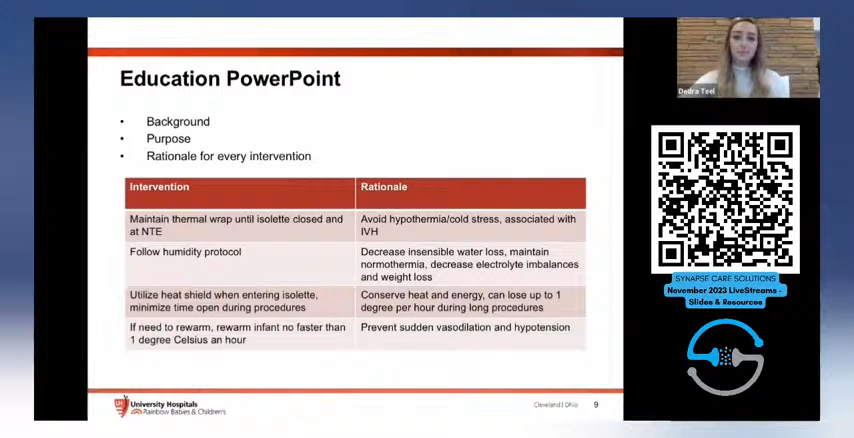 Education PowerPoint
• Background
• Purpose
• Rationale for every intervention
Intervention
Rationale
Maintain thermal wrap until isolette closed and
at NTE
Avoid hypothermia/cold stress, associated with
IVH
Follow humidity protocol
Decrease insensible water loss, maintain
normothermia, decrease electrolyte imbalances
and weight loss
Utilize heat shield when entering isolette,
minimize time open during procedures
Conserve heat and energy, can lose up to 1
degree per hour during long procedures
If need to rewarm, rewarm infant no faster than
1 degree Celsius an hour
Prevent sudden vasodilation and hypotension
UH
University Hospitals
Rainbow Babies & Children's
Cleveland | Ohio
9
Dedra Teel
SYNAPSE CARE SOLUTIONS
November 2023 LiveStreams -
Slides & Resources